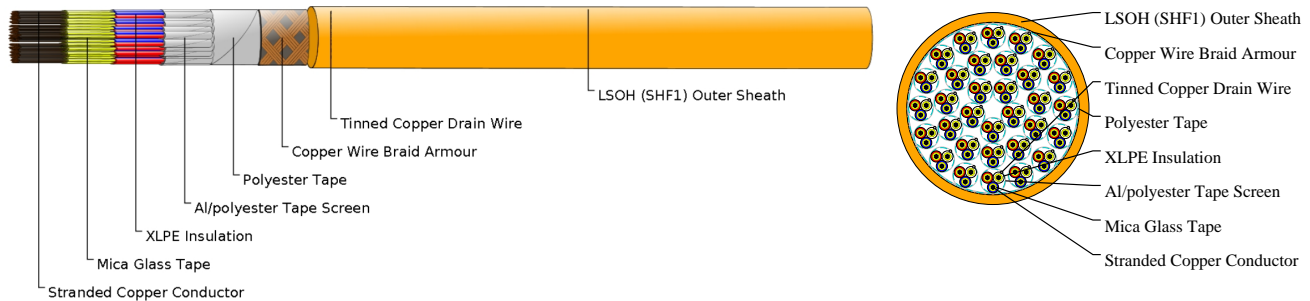 LSOH (SHF1) Outer Sheath
Tinned Copper Drain Wire
Copper Wire Braid Armour
Polyester Tape
Al/polyester Tape Screen
XLPE Insulation
Mica Glass Tape
Stranded Copper Conductor
LSOH (SHF1) Outer Sheath
Copper Wire Braid Armour
Tinned Copper Drain Wire
Polyester Tape
XLPE Insulation
Al/polyester Tape Screen
Mica Glass Tape
Stranded Copper Conductor